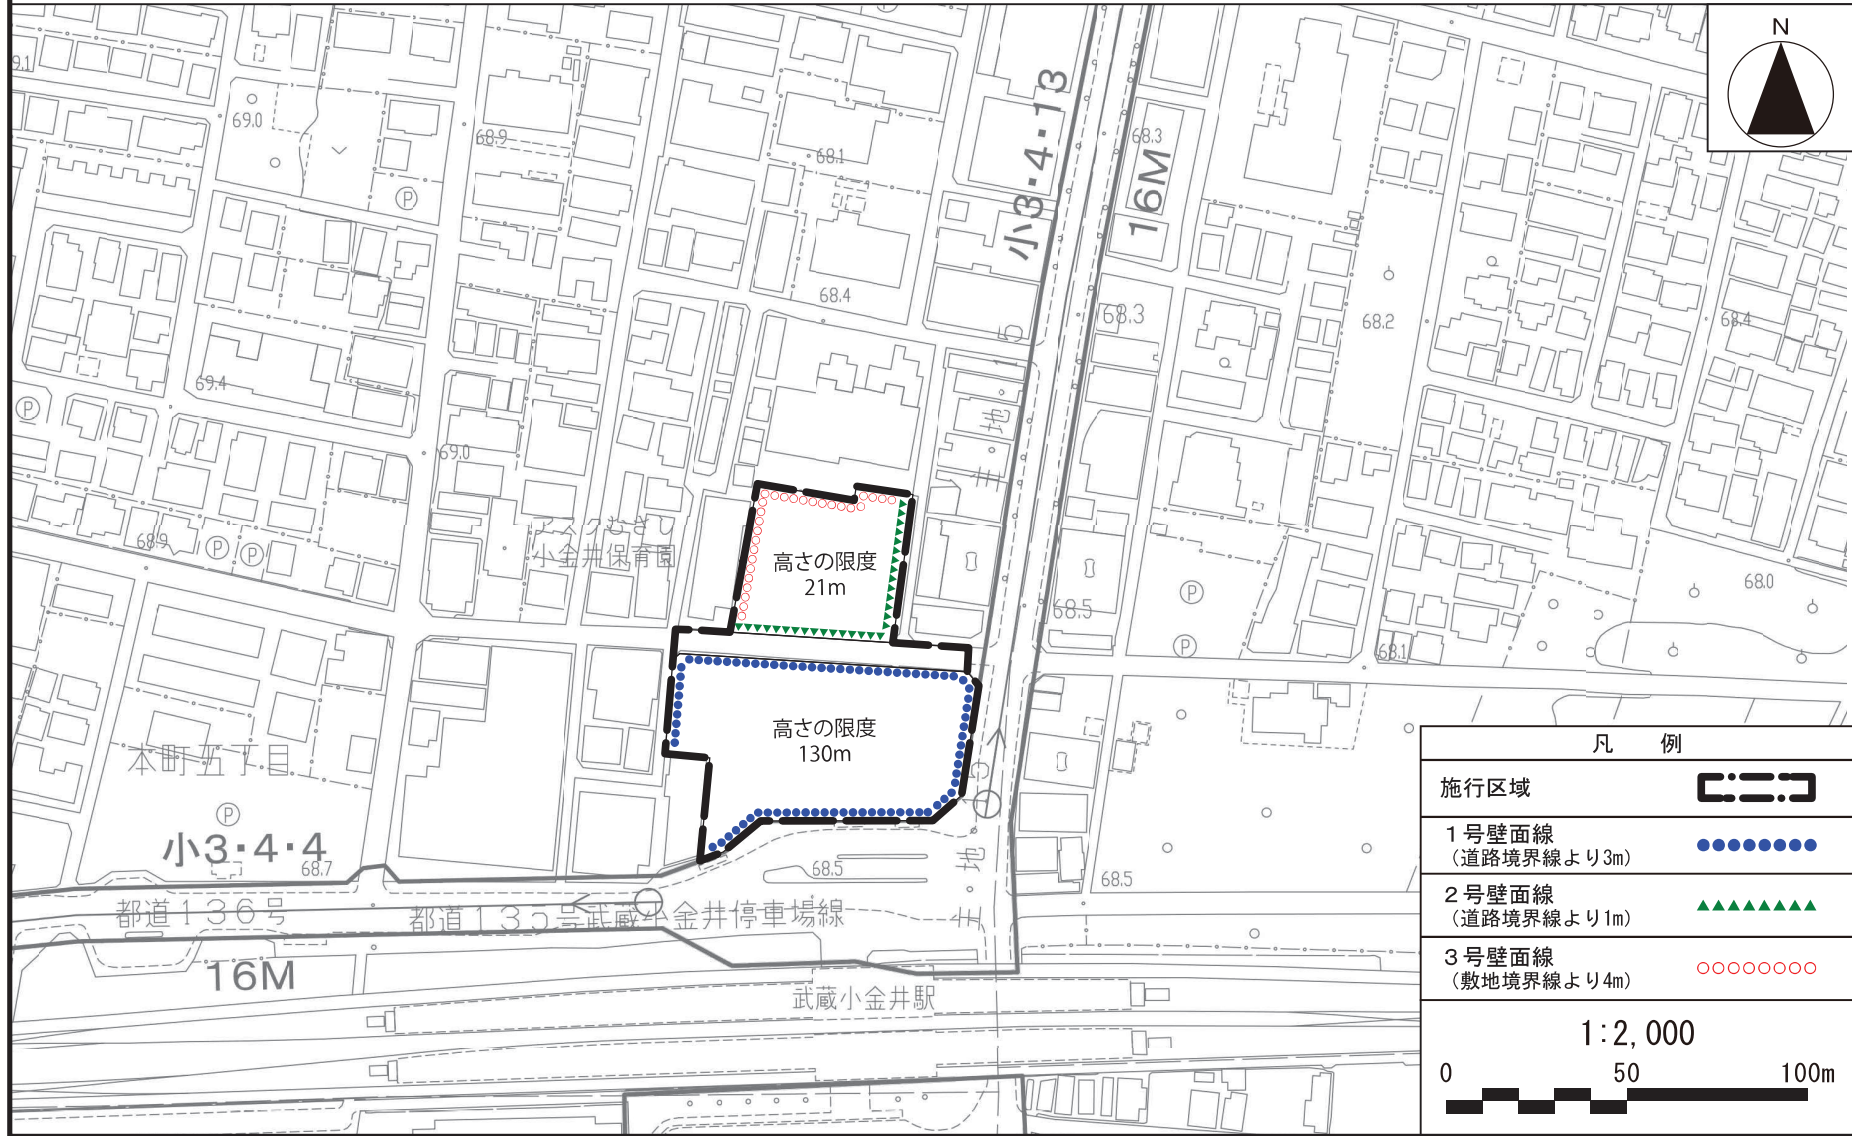 N
9.1
69.0
68.9
68.1
68.3
小3・4・13
16M
68.4
68.3
68.2
68.4
69.4
69.0
P
P
小金井保育園
68.9
P
P
高さの限度
21m
68.5
P
68.0
P
68.1
高さの限度
130m
本町五丁目
P
小3・4・4
68.7
68.5
68.5
都道136号
都道135号武蔵小金井停車場線
16M
武蔵小金井駅
凡 例
施行区域
1号壁面線
(道路境界線より3m)
2号壁面線
(道路境界線より1m)
3号壁面線
(敷地境界線より4m)
1:2,000
0 50 100m